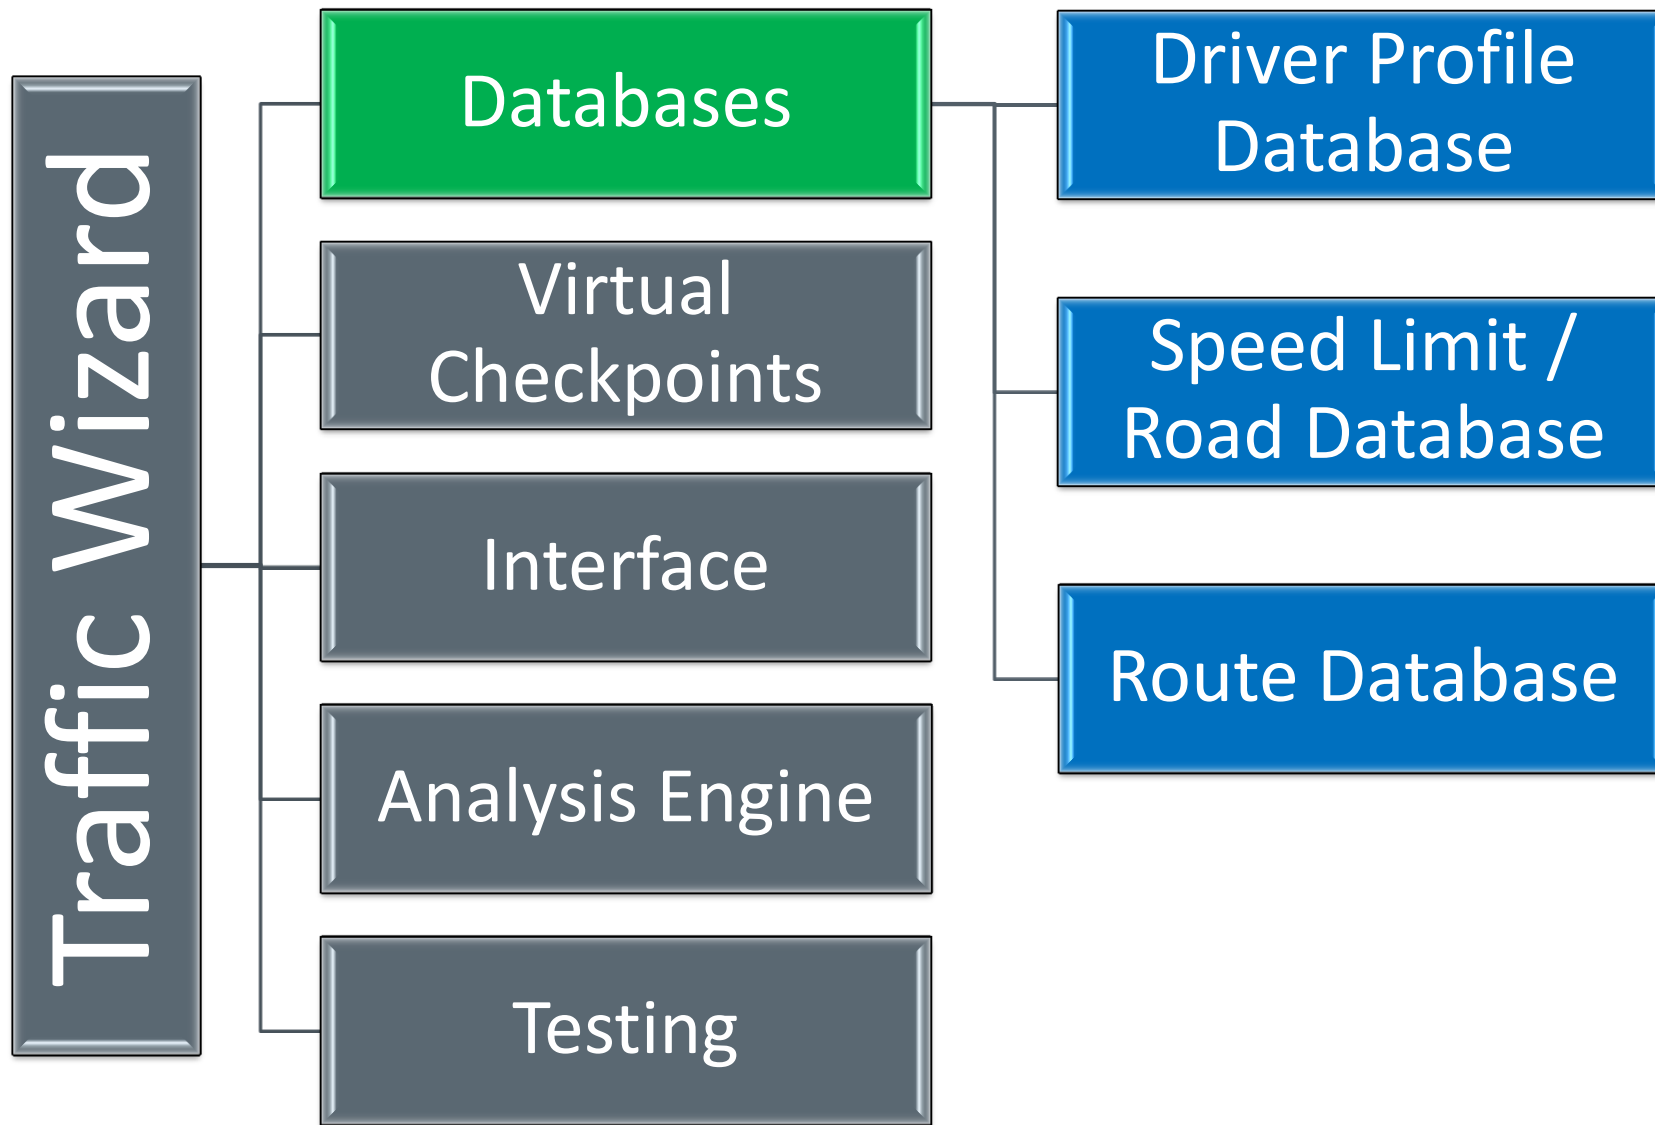 Traffic Wizard
Databases
Virtual
Checkpoints
Interface
Analysis Engine
Testing
Driver Profile
Database
Speed Limit /
Road Database
Route Database